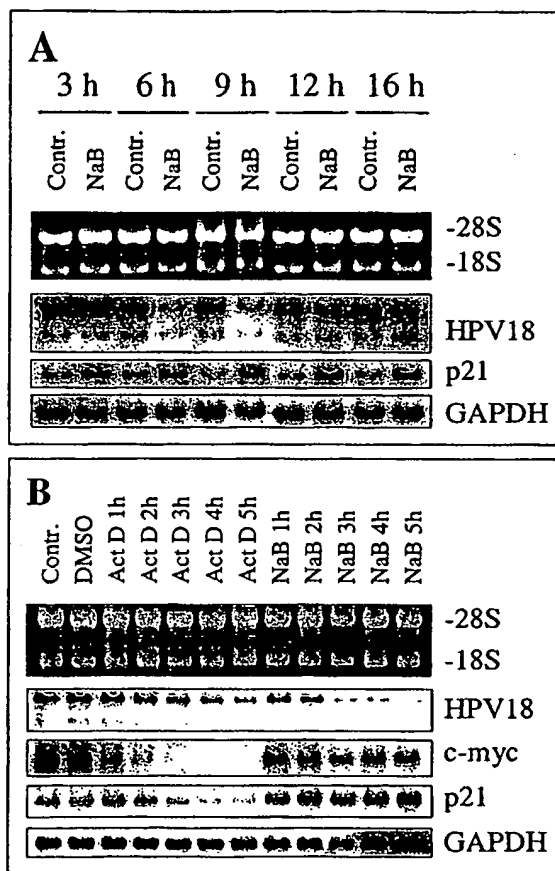 A
3 h 6 h 9 h 12 h 16 h
Contr. NaB Contr. NaB Contr. NaB Contr. NaB Contr. NaB
-28S
-18S
HPV18
p21
GAPDH
B
Contr. DMSO Act D 1h Act D 2h Act D 3h Act D 4h Act D 5h NaB 1h NaB 2h NaB 3h NaB 4h NaB 5h
-28S
-18S
HPV18
c-myc
p21
GAPDH